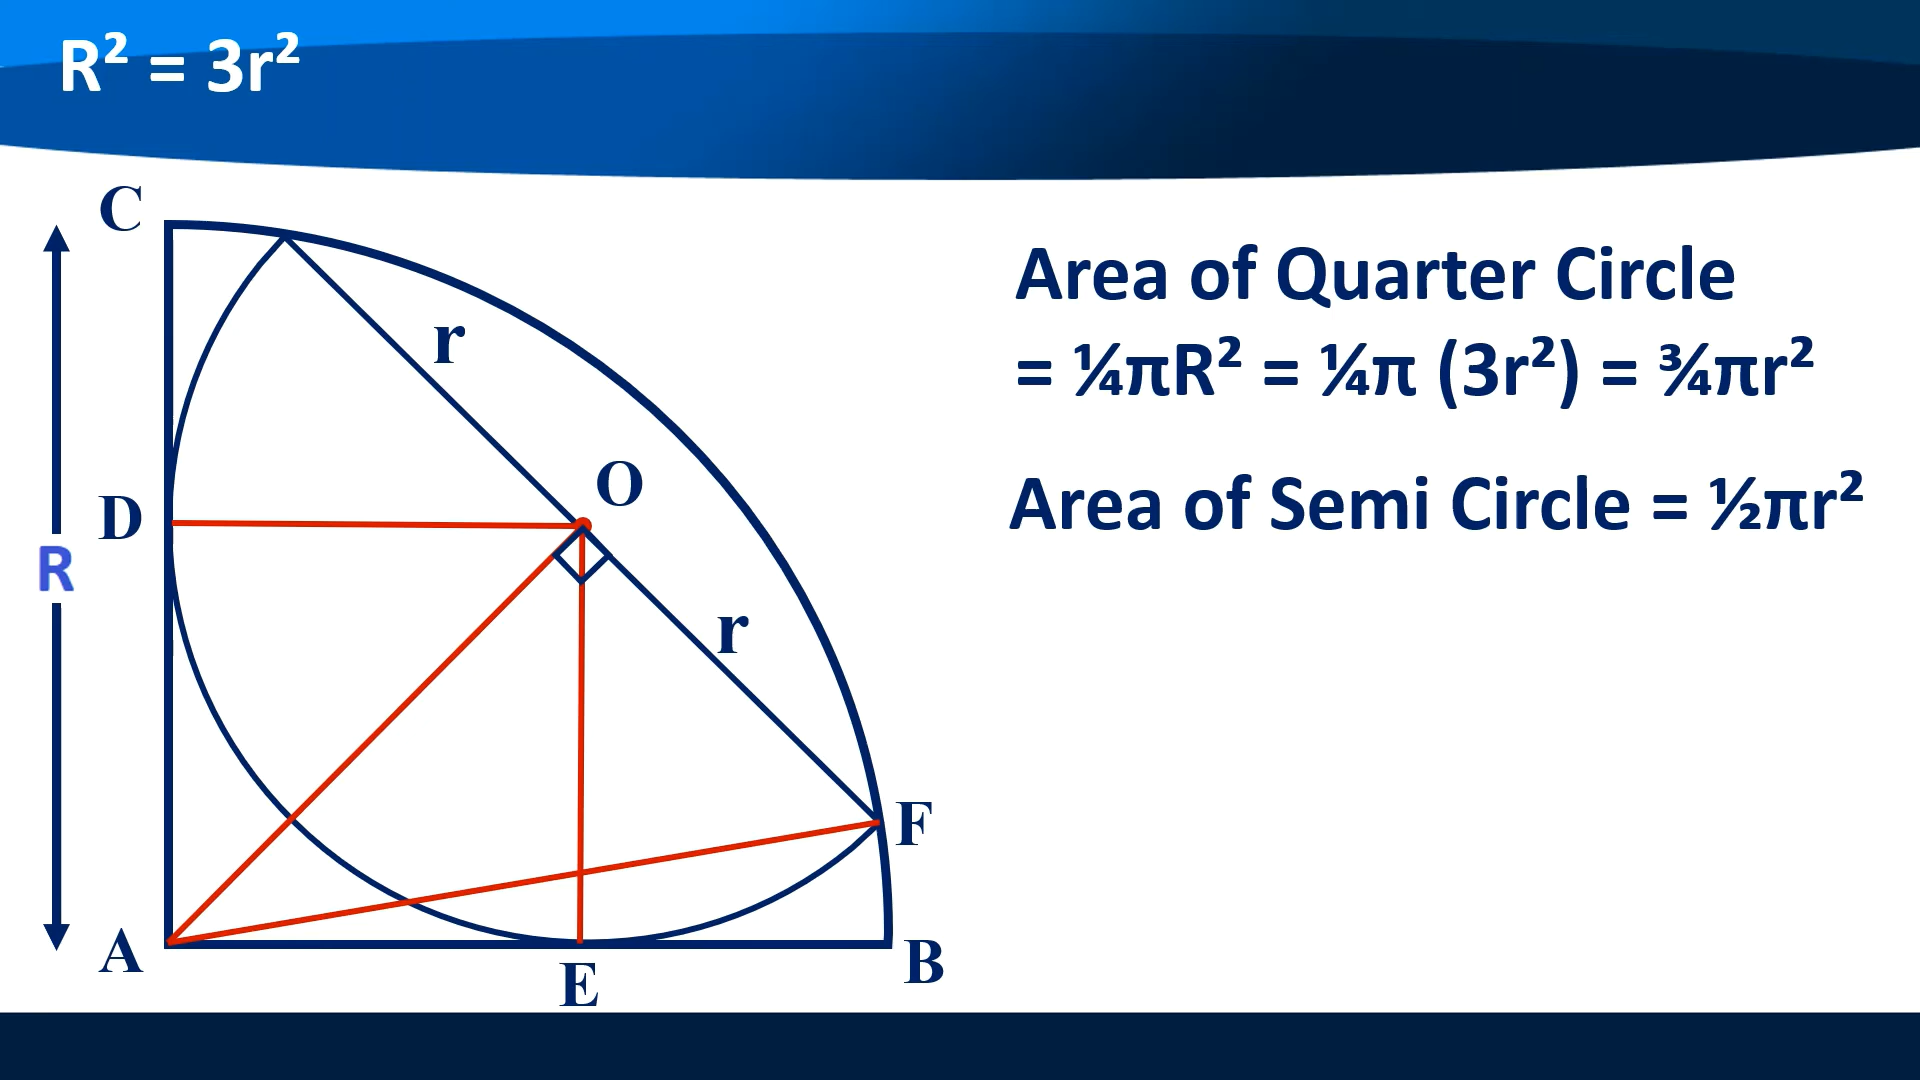 R² = 3r²
C
r
Area of Quarter Circle
= ¼πR² = ¼π (3r²) = ¾πr²
O
D
Area of Semi Circle = ½πr²
R
r
F
A
B
E